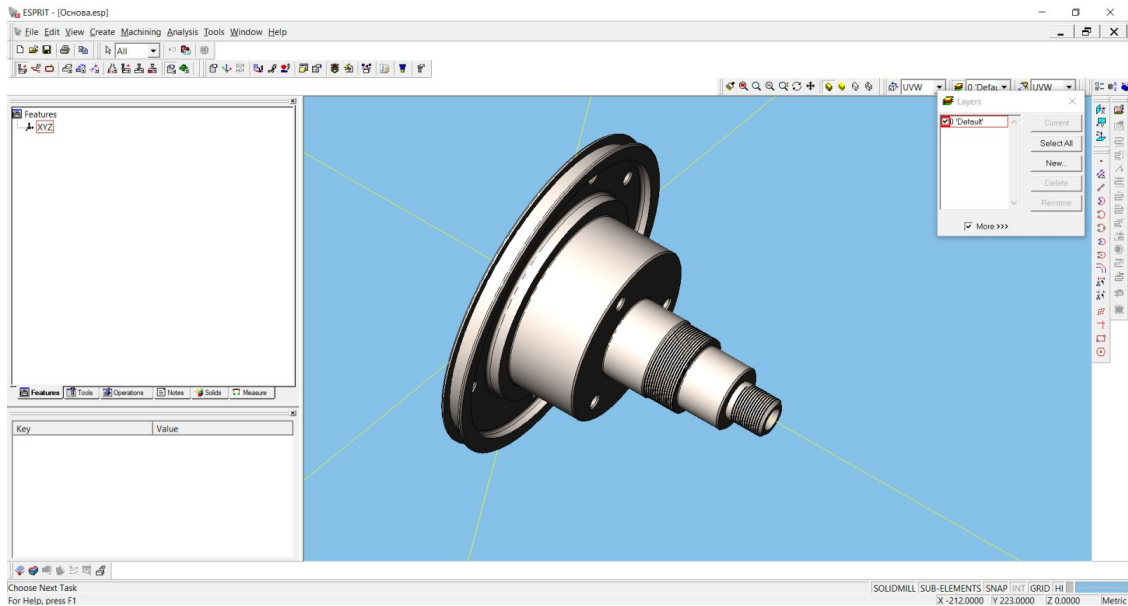 ESPRIT - [Основа.esp]
File Edit View Create Machining Analysis Tools Window Help
All
UVW 0 'Defau UVW
Layers
0 'Default'
Current
Select All
New...
Delete
Rename
More >>>
Features
XYZ
Features Tools Operations Notes Solids Measure
Key Value
Choose Next Task
SOLIDMILL SUB-ELEMENTS SNAP INT GRID HI
For Help, press F1
X -212.0000 Y 223.0000 Z 0.0000 Metric